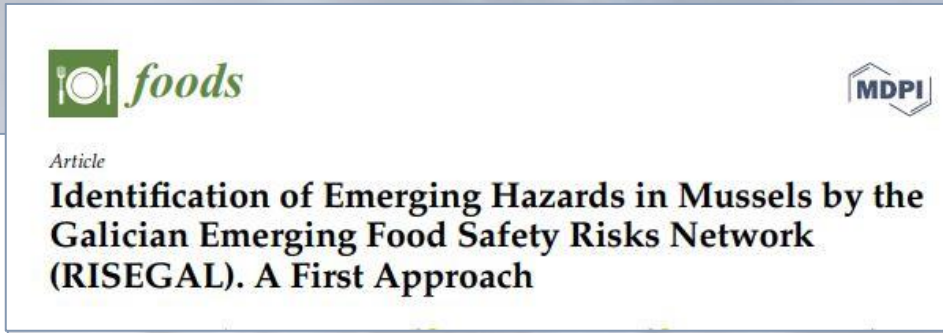 foods
MDPI
Article
Identification of Emerging Hazards in Mussels by the
Galician Emerging Food Safety Risks Network
(RISEGAL). A First Approach